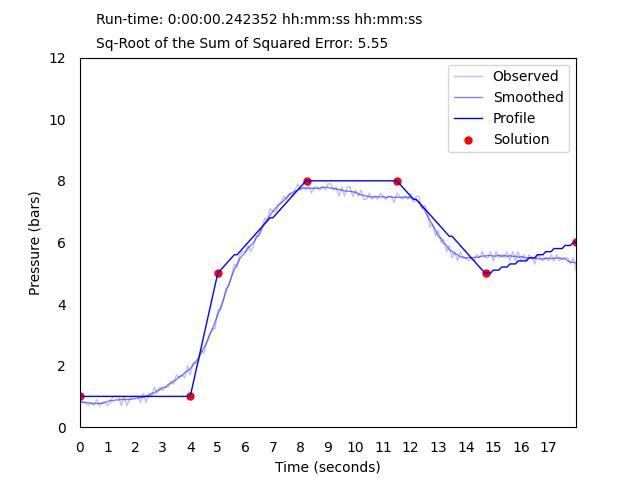 Run-time: 0:00:00.242352 hh:mm:ss hh:mm:ss
Sq-Root of the Sum of Squared Error: 5.55
12
10
8
6
4
2
0
Pressure (bars)
Observed
Smoothed
Profile
Solution
0 1 2 3 4 5 6 7 8 9 10 11 12 13 14 15 16 17
Time (seconds)